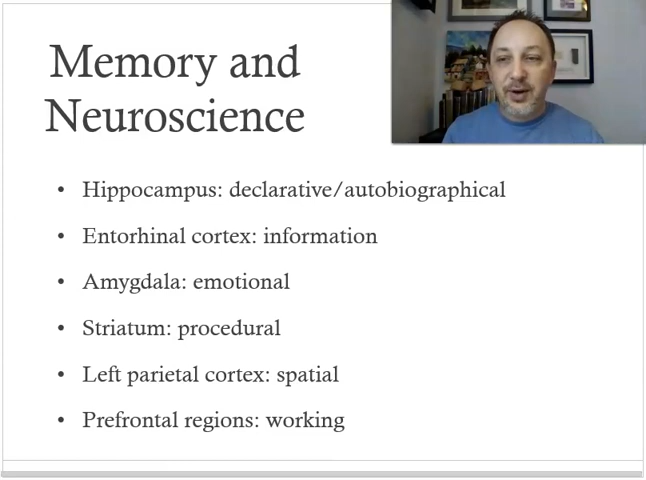 Memory and
Neuroscience
• Hippocampus: declarative/autobiographical
• Entorhinal cortex: information
• Amygdala: emotional
• Striatum: procedural
• Left parietal cortex: spatial
• Prefrontal regions: working